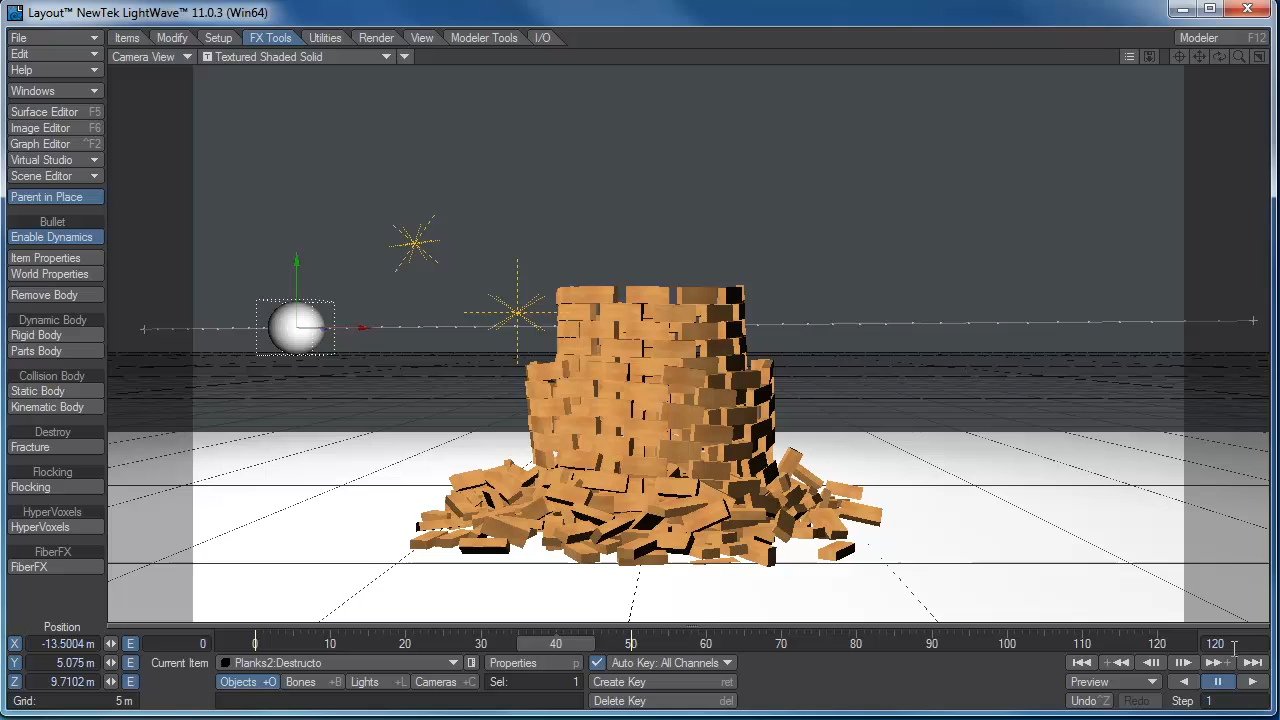 Layout™ NewTek LightWave™ 11.0.3 (Win64)
File Items Modify Setup FX Tools Utilities Render View Modeler Tools I/O Modeler F12
Edit Camera View T Textured Shaded Solid
Help
Windows
Surface Editor F5
Image Editor F6
Graph Editor ^F2
Virtual Studio
Scene Editor
Parent in Place
Bullet
Enable Dynamics
Item Properties
World Properties
Remove Body
Dynamic Body
Rigid Body
Parts Body
Collision Body
Static Body
Kinematic Body
Destroy
Fracture
Flocking
Flocking
HyperVoxels
HyperVoxels
FiberFX
FiberFX
Position
X -13.5004 m E 0 0 10 20 30 40 50 60 70 80 90 100 110 120 120
Y 5.075 m E Current Item Planks2:Destructo Properties p Auto Key: All Channels
Z 9.7102 m E Objects +O Bones +B Lights +L Cameras +C Sel: 1 Create Key ret Preview
Grid: 5 m Delete Key del Undo ^Z Redo Step 1